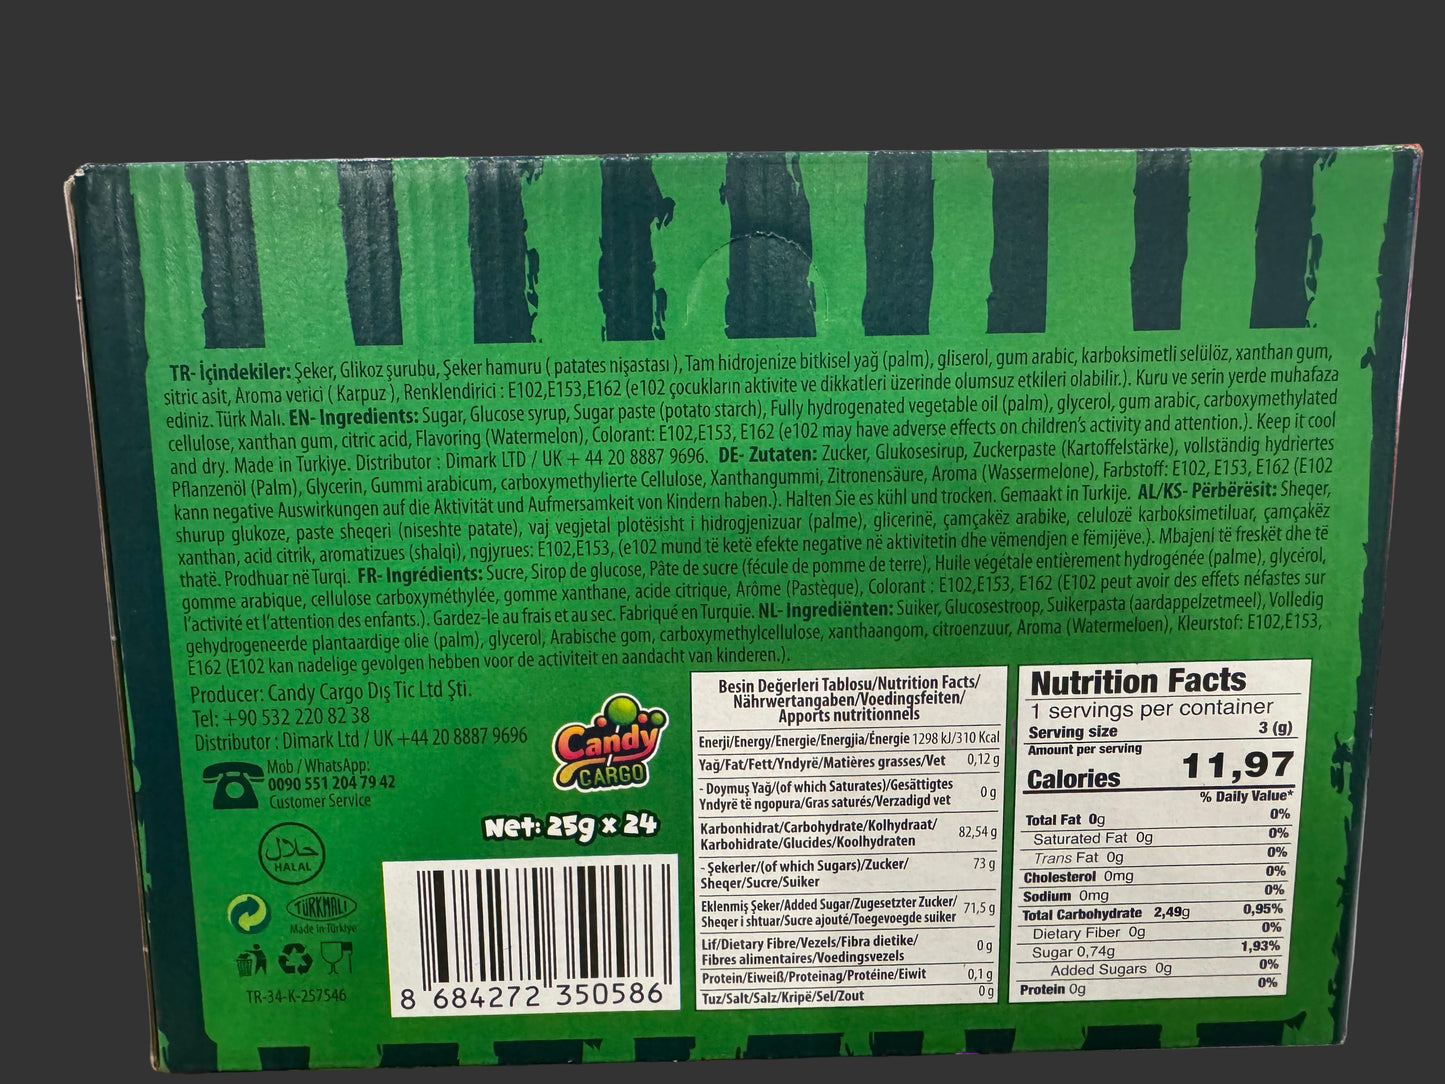 TR- İçindekiler: Şeker, Glikoz şurubu, Şeker hamuru ( patates nişastası ), Tam hidrojenize bitkisel yağ (palm), gliserol, gum arabic, karboksimetli selülöz, xanthan gum,
sitric asit, Aroma verici ( Karpuz ), Renklendirici : E102,E153,E162 (e102 çocukların aktivite ve dikkatleri üzerinde olumsuz etkileri olabilir.). Kuru ve serin yerde muhafaza
ediniz. Türk Malı. EN- Ingredients: Sugar, Glucose syrup, Sugar paste (potato starch), Fully hydrogenated vegetable oil (palm), glycerol, gum arabic, carboxymethylated
cellulose, xanthan gum, citric acid, Flavoring (Watermelon), Colorant: E102,E153, E162 (e102 may have adverse effects on children's activity and attention.). Keep it cool
and dry. Made in Turkiye. Distributor : Dimark LTD / UK + 44 20 8887 9696. DE- Zutaten: Zucker, Glukosesirup, Zuckerpaste (Kartoffelstärke), vollständig hydriertes
Pflanzenöl (Palm), Glycerin, Gummi arabicum, carboxymethylierte Cellulose, Xanthangummi, Zitronensäure, Aroma (Wassermelone), Farbstoff: E102, E153, E162 (E102
kann negative Auswirkungen auf die Aktivität und Aufmersamkeit von Kindern haben.). Halten Sie es kühl und trocken. Gemaakt in Turkije. AL/KS- Përbërësit: Sheqer,
shurup glukoze, paste sheqeri (niseshte patate), vaj vegjetal plotësisht i hidrogjenizuar (palme), glicerinë, çamçakëz arabike, celulozë karboksimetiluar, çamçakëz
xanthan, acid citrik, aromatizues (shalqi), ngjyrues: E102,E153, (e102 mund të ketë efekte negative në aktivitetin dhe vëmendjen e fëmijëve.). Mbajeni të freskët dhe të
thatë. Prodhuar në Turqi. FR- Ingrédients: Sucre, Sirop de glucose, Pâte de sucre (fécule de pomme de terre), Huile végétale entièrement hydrogénée (palme), glycérol,
gomme arabique, cellulose carboxyméthylée, gomme xanthane, acide citrique, Arôme (Pastèque), Colorant : E102,E153, E162 (E102 peut avoir des effets néfastes sur
l'activité et l'attention des enfants.). Gardez-le au frais et au sec. Fabriqué en Turquie. NL- Ingrediënten: Suiker, Glucosestroop, Suikerpasta (aardappelzetmeel), Volledig
gehydrogeneerde plantaardige olie (palm), glycerol, Arabische gom, carboxymethylcellulose, xanthaangom, citroenzuur, Aroma (Watermeloen), Kleurstof: E102,E153,
E162 (E102 kan nadelige gevolgen hebben voor de activiteit en aandacht van kinderen.).
Producer: Candy Cargo Dış Tic Ltd Şti.
Tel: +90 532 220 82 38
Distributor : Dimark Ltd / UK +44 20 8887 9696
Mob / WhatsApp:
0090 551 204 79 42
Customer Service
حلال
HALAL
TÜRKMALI
Made in Türkiye
TR-34-K-257546
Candy
CARGO
Net: 25g x 24
8 684272 350586
Besin Değerleri Tablosu/Nutrition Facts/
Nährwertangaben/Voedingsfeiten/
Apports nutritionnels
Enerji/Energy/Energie/Energjia/Énergie 1298 kJ/310 Kcal
Yağ/Fat/Fett/Yndyrë/Matières grasses/Vet 0,12 g
- Doymuş Yağ/(of which Saturates)/Gesättigtes
Yndyrë të ngopura/Gras saturés/Verzadigd vet 0 g
Karbonhidrat/Carbohydrate/Kolhydraat/
Karbohidrate/Glucides/Koolhydraten 82,54 g
- Şekerler/(of which Sugars)/Zucker/
Sheqer/Sucre/Suiker 73 g
Eklenmiş Şeker/Added Sugar/Zugesetzter Zucker/
Sheqer i shtuar/Sucre ajouté/Toegevoegde suiker 71,5 g
Lif/Dietary Fibre/Vezels/Fibra dietike/
Fibres alimentaires/Voedingsvezels 0 g
Protein/Eiweiß/Proteinag/Protéine/Eiwit 0,1 g
Tuz/Salt/Salz/Kripë/Sel/Zout 0 g
Nutrition Facts
1 servings per container
Serving size 3 (g)
Amount per serving
Calories 11,97
% Daily Value*
Total Fat 0g 0%
Saturated Fat 0g 0%
Trans Fat 0g 0%
Cholesterol 0mg 0%
Sodium 0mg 0%
Total Carbohydrate 2,49g 0,95%
Dietary Fiber 0g 0%
Sugar 0,74g 1,93%
Added Sugars 0g 0%
Protein 0g 0%